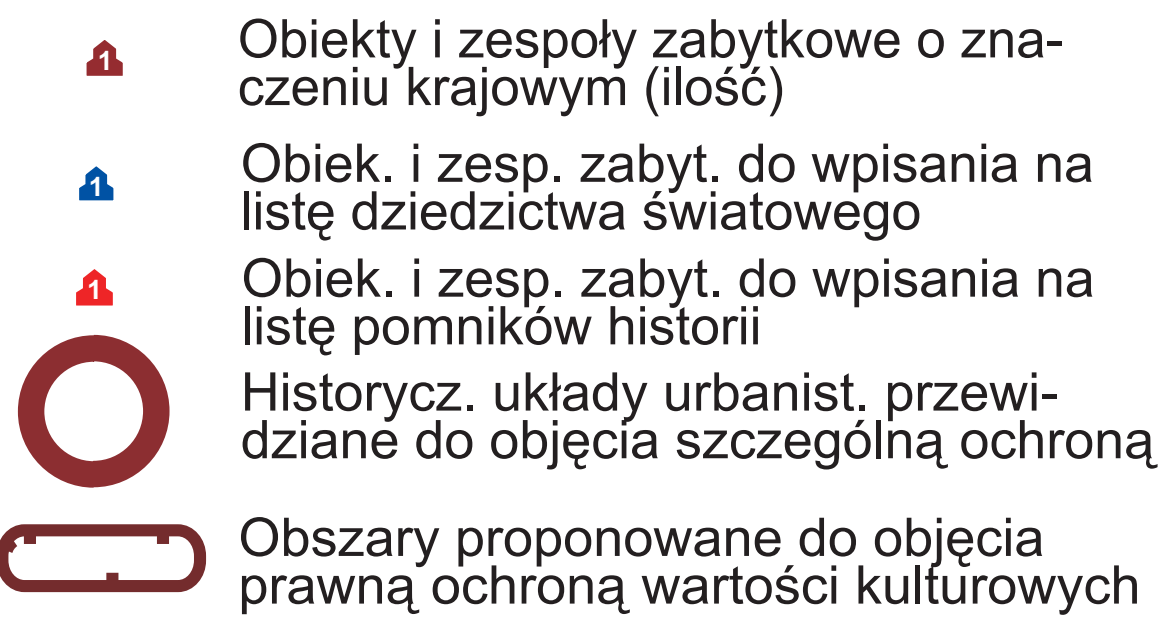 1 Obiekty i zespoły zabytkowe o zna-
czeniu krajowym (ilość)
1 Obiek. i zesp. zabyt. do wpisania na
listę dziedzictwa światowego
1 Obiek. i zesp. zabyt. do wpisania na
listę pomników historii
Historycz. układy urbanist. przewi-
dziane do objęcia szczególną ochroną
Obszary proponowane do objęcia
prawną ochroną wartości kulturowych